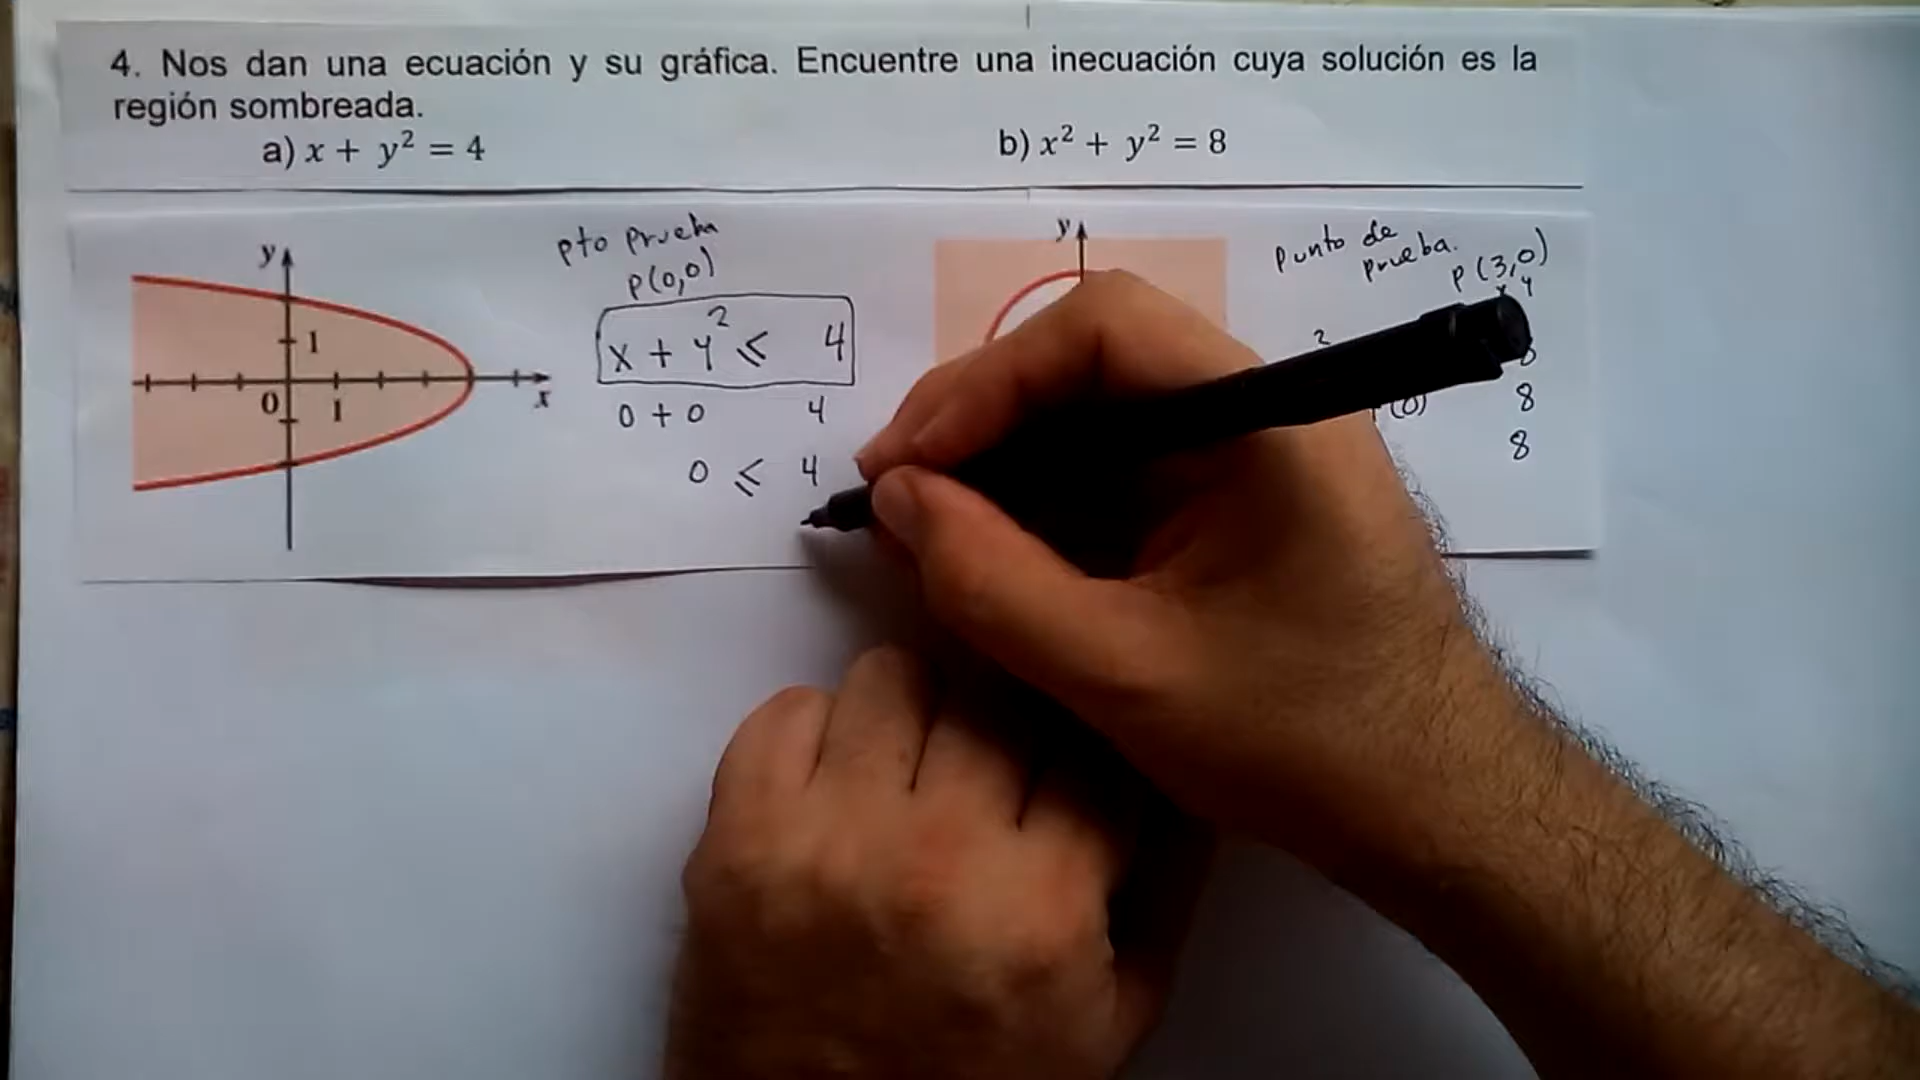 4. Nos dan una ecuación y su gráfica. Encuentre una inecuación cuya solución es la
región sombreada.
a) x + y² = 4
b) x² + y² = 8
y
1
0
1
x
pto prueba
P(0,0)
x + y² ≤ 4
0 + 0 4
0 ≤ 4
y
Punto de
prueba.
P (3,0)
x y
2
(0) 8
8